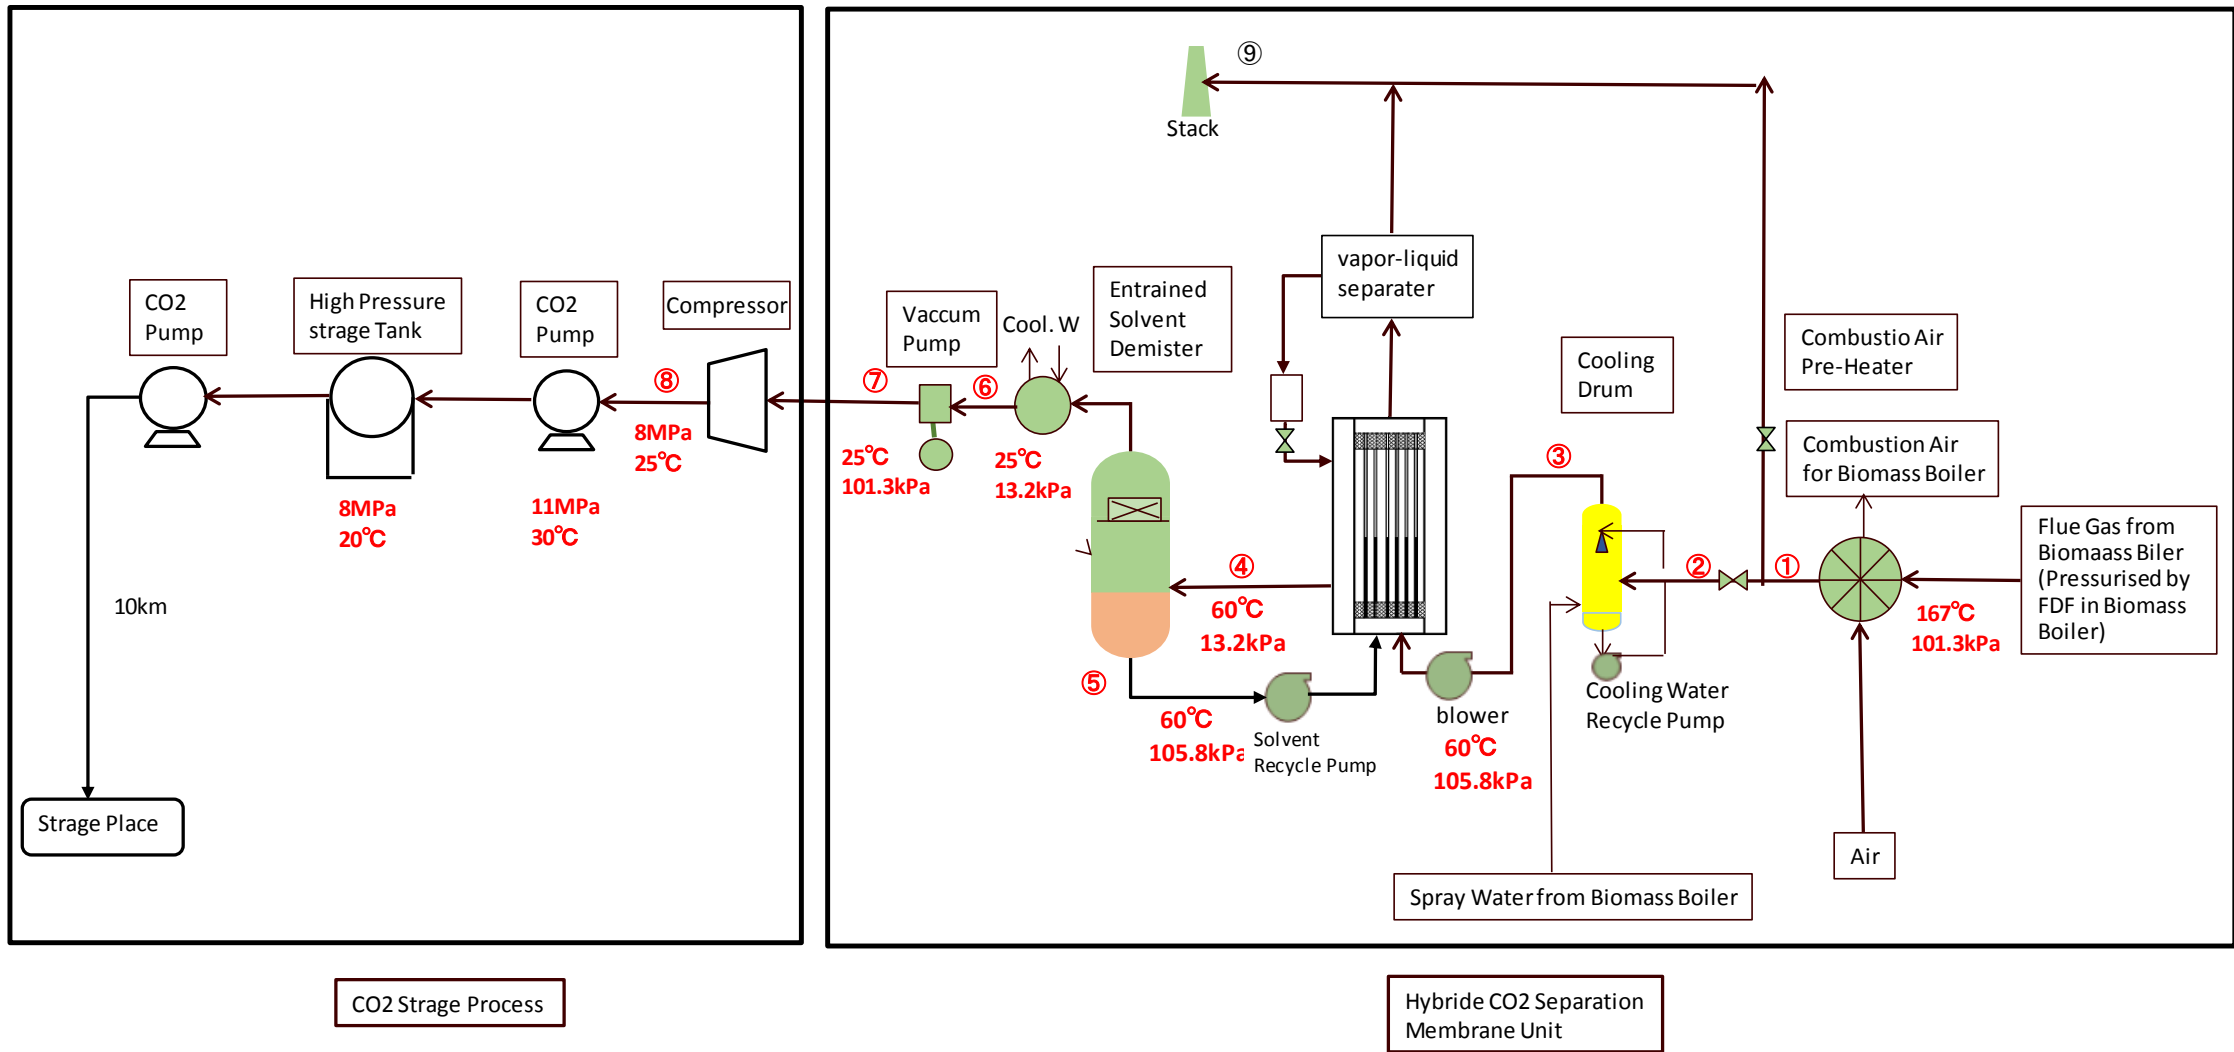 ⑨
Stack
vapor-liquid
separater
CO2
Pump
High Pressure
strage Tank
CO2
Pump
Compressor
Vaccum
Pump
Cool. W
Entrained
Solvent
Demister
Cooling
Drum
Combustio Air
Pre-Heater
Combustion Air
for Biomass Boiler
Flue Gas from
Biomaass Biler
(Pressurised by
FDF in Biomass
Boiler)
⑧
8MPa
25℃
⑦
⑥
25℃
101.3kPa
25℃
13.2kPa
8MPa
20℃
11MPa
30℃
③
④
60℃
13.2kPa
②
①
167℃
101.3kPa
10km
⑤
60℃
105.8kPa
Solvent
Recycle Pump
blower
60℃
105.8kPa
Cooling Water
Recycle Pump
Strage Place
Air
Spray Water from Biomass Boiler
CO2 Strage Process
Hybride CO2 Separation
Membrane Unit